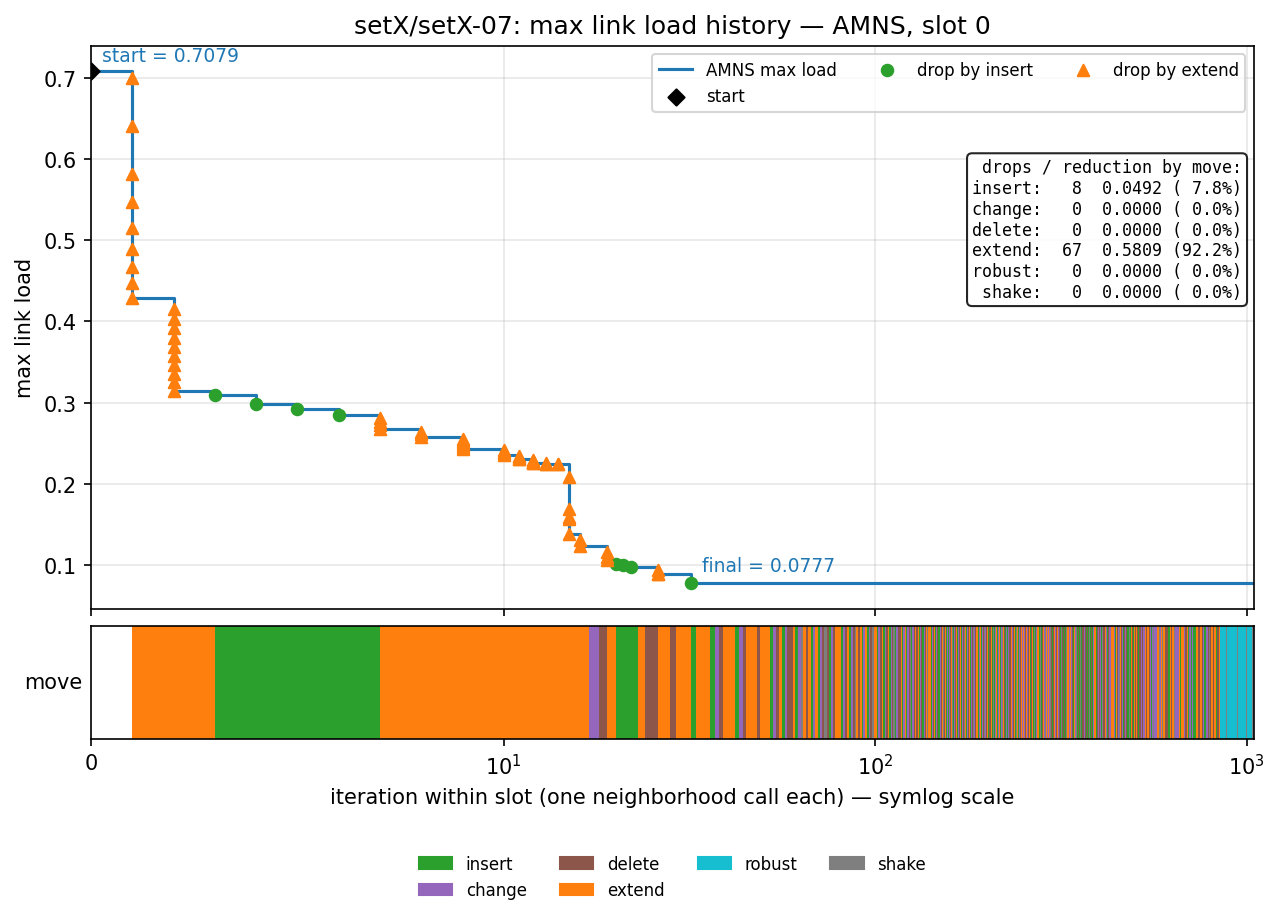 setX/setX-07: max link load history — AMNS, slot 0
start = 0.7079
AMNS max load
drop by insert
drop by extend
start
drops / reduction by move:
insert: 8 0.0492 ( 7.8%)
change: 0 0.0000 ( 0.0%)
delete: 0 0.0000 ( 0.0%)
extend: 67 0.5809 (92.2%)
robust: 0 0.0000 ( 0.0%)
shake: 0 0.0000 ( 0.0%)
max link load
0.7
0.6
0.5
0.4
0.3
0.2
0.1
final = 0.0777
move
0
10¹
10²
10³
iteration within slot (one neighborhood call each) — symlog scale
insert
delete
robust
shake
change
extend